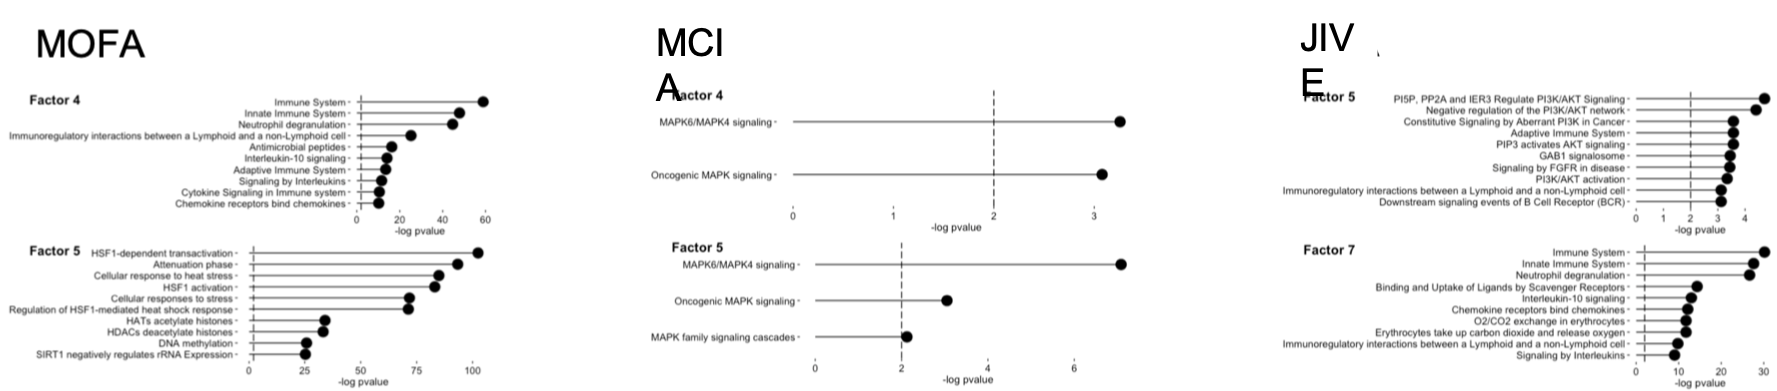 MOFA
Factor 4
Immune System
Innate Immune System
Neutrophil degranulation
Immunoregulatory interactions between a Lymphoid and a non-Lymphoid cell
Antimicrobial peptides
Interleukin-10 signaling
Adaptive Immune System
Signaling by Interleukins
Cytokine Signaling in Immune system
Chemokine receptors bind chemokines
0 20 40 60
-log pvalue
Factor 5
HSF1-dependent transactivation
Attenuation phase
Cellular response to heat stress
HSF1 activation
Cellular responses to stress
Regulation of HSF1-mediated heat shock response
HATs acetylate histones
HDACs deacetylate histones
DNA methylation
SIRT1 negatively regulates rRNA Expression
0 25 50 75 100
-log pvalue
MCI
A
Factor 4
MAPK6/MAPK4 signaling
Oncogenic MAPK signaling
0 1 2 3
-log pvalue
Factor 5
MAPK6/MAPK4 signaling
Oncogenic MAPK signaling
MAPK family signaling cascades
0 2 4 6
-log pvalue
JIV
E
Factor 5
PI5P, PP2A and IER3 Regulate PI3K/AKT Signaling
Negative regulation of the PI3K/AKT network
Constitutive Signaling by Aberrant PI3K in Cancer
Adaptive Immune System
PIP3 activates AKT signaling
GAB1 signalosome
Signaling by FGFR in disease
PI3K/AKT activation
Immunoregulatory interactions between a Lymphoid and a non-Lymphoid cell
Downstream signaling events of B Cell Receptor (BCR)
0 1 2 3 4
-log pvalue
Factor 7
Immune System
Innate Immune System
Neutrophil degranulation
Binding and Uptake of Ligands by Scavenger Receptors
Interleukin-10 signaling
Chemokine receptors bind chemokines
O2/CO2 exchange in erythrocytes
Erythrocytes take up carbon dioxide and release oxygen
Immunoregulatory interactions between a Lymphoid and a non-Lymphoid cell
Signaling by Interleukins
0 10 20 30
-log pvalue